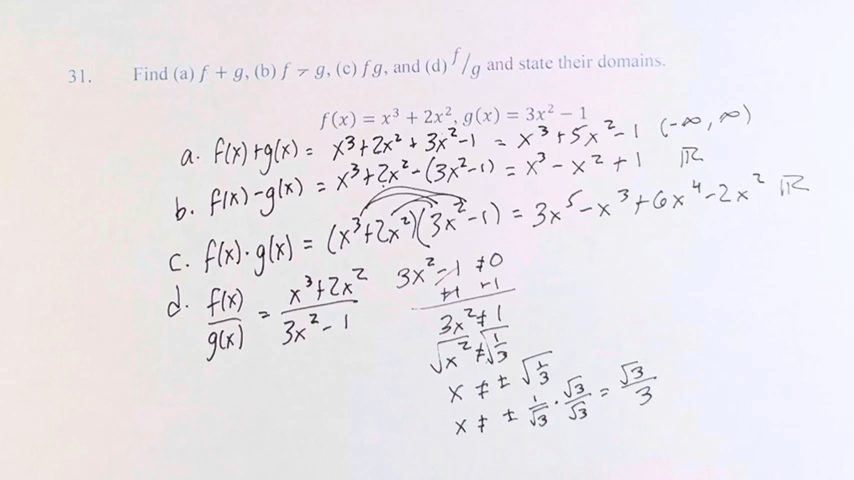 31. Find (a) f + g, (b) f - g, (c) fg, and (d) f/g and state their domains.
f(x) = x³ + 2x², g(x) = 3x² − 1
a. f(x)+g(x) = x³+2x²+3x²-1 = x³+5x²-1 (-∞, ∞)
b. f(x)-g(x) = x³+2x²-(3x²-1) = x³-x²+1 ℝ
c. f(x)·g(x) = (x³+2x²)(3x²-1) = 3x⁵-x³+6x⁴-2x² ℝ
d. f(x)/g(x) = x³+2x²/3x²-1 3x²-1≠0
+1 +1
3x²≠1
√x²≠√1/3
x ≠ ±√1/3
x ≠ ± 1/√3 · √3/√3 = √3/3